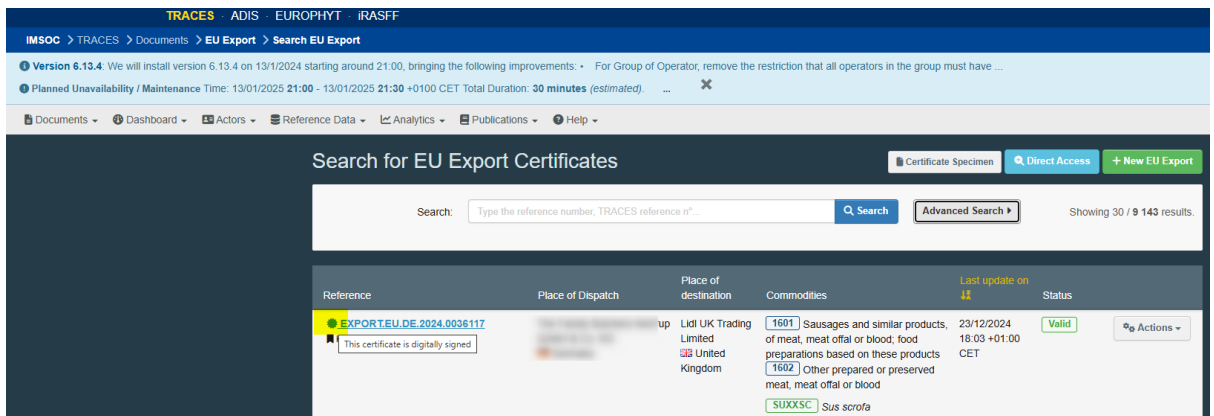 TRACES · ADIS · EUROPHYT · iRASFF
IMSOC > TRACES > Documents > EU Export > Search EU Export
Version 6.13.4: We will install version 6.13.4 on 13/1/2024 starting around 21:00, bringing the following improvements: • For Group of Operator, remove the restriction that all operators in the group must have ...
Planned Unavailability / Maintenance Time: 13/01/2025 21:00 - 13/01/2025 21:30 +0100 CET Total Duration: 30 minutes (estimated). ...
Documents Dashboard Actors Reference Data Analytics Publications Help
Search for EU Export Certificates
Certificate Specimen Direct Access + New EU Export
Search: Type the reference number, TRACES reference n°... Search Advanced Search Showing 30 / 9 143 results.
Reference Place of Dispatch Place of destination Commodities Last update on Status
EXPORT.EU.DE.2024.0036117
This certificate is digitally signed
up
Lidl UK Trading
Limited
United
Kingdom
1601 Sausages and similar products,
of meat, meat offal or blood; food
preparations based on these products
1602 Other prepared or preserved
meat, meat offal or blood
SUXXSC Sus scrofa
23/12/2024
18:03 +01:00
CET
Valid
Actions